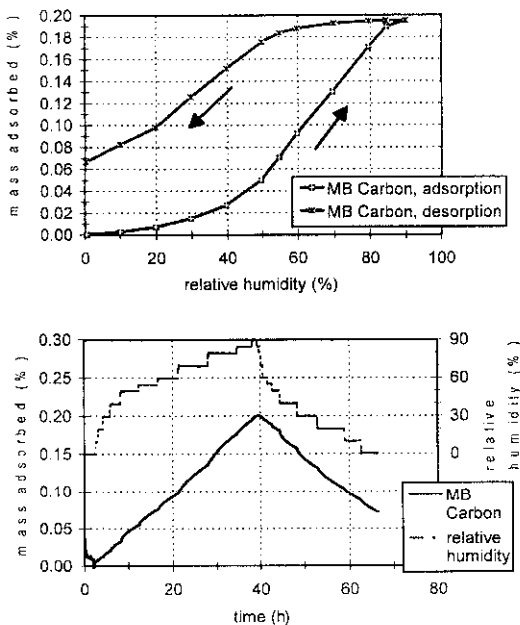 mass adsorbed (%)
0.20
0.18
0.16
0.14
0.12
0.10
0.08
0.06
0.04
0.02
0.00
0 20 40 60 80 100
relative humidity (%)
MB Carbon, adsorption
MB Carbon, desorption
mass adsorbed (%)
0.30
0.25
0.20
0.15
0.10
0.05
0.00
90
60
30
0
relative
humidity (%)
0 20 40 60 80
time (h)
MB
Carbon
relative
humidity